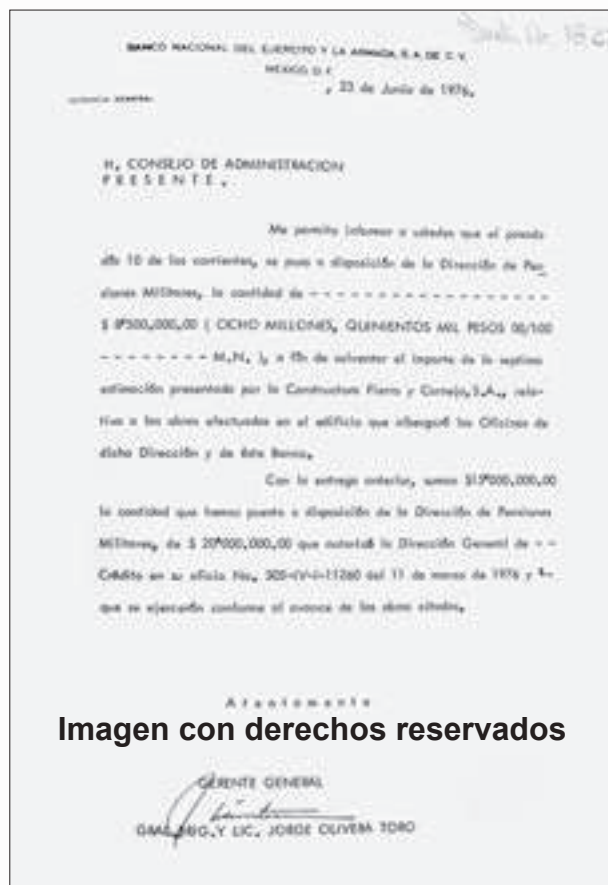 BANCO NACIONAL DEL EJERCITO Y LA ARMADA, S.A. DE C.V.
MEXICO, D.F.
, 23 de Junio de 1976.
GERENCIA GENERAL
H. CONSEJO DE ADMINISTRACION
P R E S E N T E .
Me permito informar a ustedes que el pasado
día 10 de los corrientes, se puso a disposición de la Dirección de Pen_
siones Militares, la cantidad de - - - - - - - - - - - - - - - - - -
$ 8'500,000.00 ( OCHO MILLONES, QUINIENTOS MIL PESOS 00/100
- - - - - - - - M.N. ), a fin de solventar el importe de la septima
estimación presentada por la Constructora Fierro y Cornejo, S.A., rela-
tiva a las obras efectuadas en el edificio que albergará las Oficinas de
dicha Dirección y de éste Banco.
Con la entrega anterior, suman $15'000,000.00
la cantidad que hemos puesto a disposición de la Dirección de Pensiones
Militares, de $ 20'000,000.00 que autorizó la Dirección General de - -
Crédito en su oficio No. 305-IV-I-11260 del 11 de marzo de 1976 y
que se ejercerán conforme al avance de las obras citadas.
A t e n t a m e n t e
Imagen con derechos reservados
GERENTE GENERAL
GRAL. BRIG. Y LIC. JORGE OLIVERA TORO